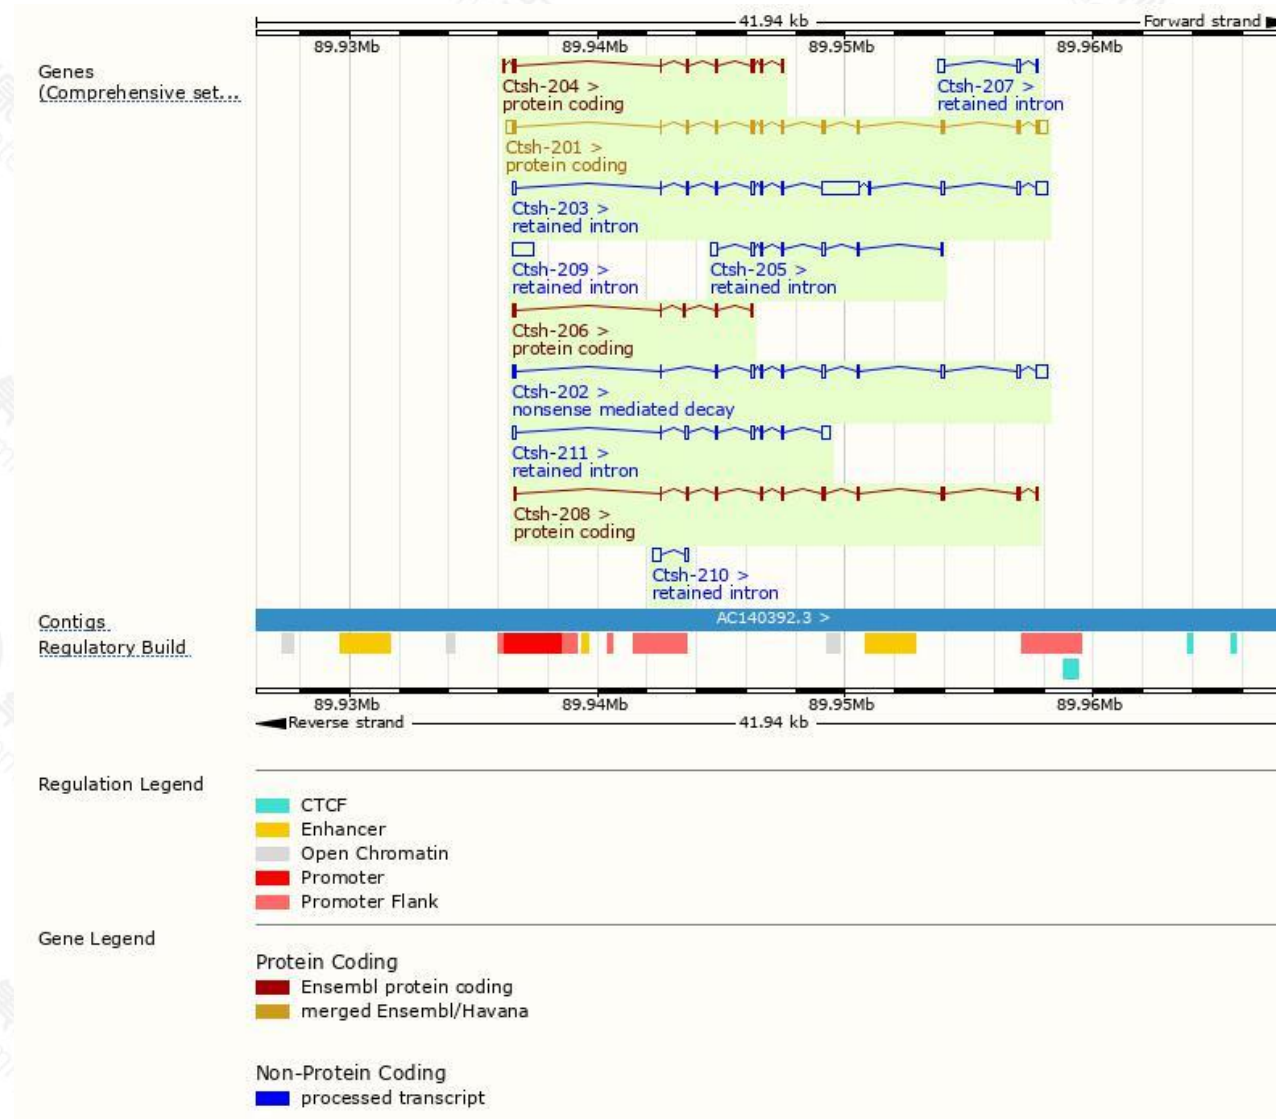 41.94 kb Forward strand
89.93Mb 89.94Mb 89.95Mb 89.96Mb
Genes
(Comprehensive set...
Ctsh-204 > Ctsh-207 >
protein coding retained intron
Ctsh-201 >
protein coding
Ctsh-203 >
retained intron
Ctsh-209 > Ctsh-205 >
retained intron retained intron
Ctsh-206 >
protein coding
Ctsh-202 >
nonsense mediated decay
Ctsh-211 >
retained intron
Ctsh-208 >
protein coding
Ctsh-210 >
retained intron
Contigs AC140392.3 >
Regulatory Build
89.93Mb 89.94Mb 89.95Mb 89.96Mb
Reverse strand 41.94 kb
Regulation Legend
CTCF
Enhancer
Open Chromatin
Promoter
Promoter Flank
Gene Legend
Protein Coding
Ensembl protein coding
merged Ensembl/Havana
Non-Protein Coding
processed transcript